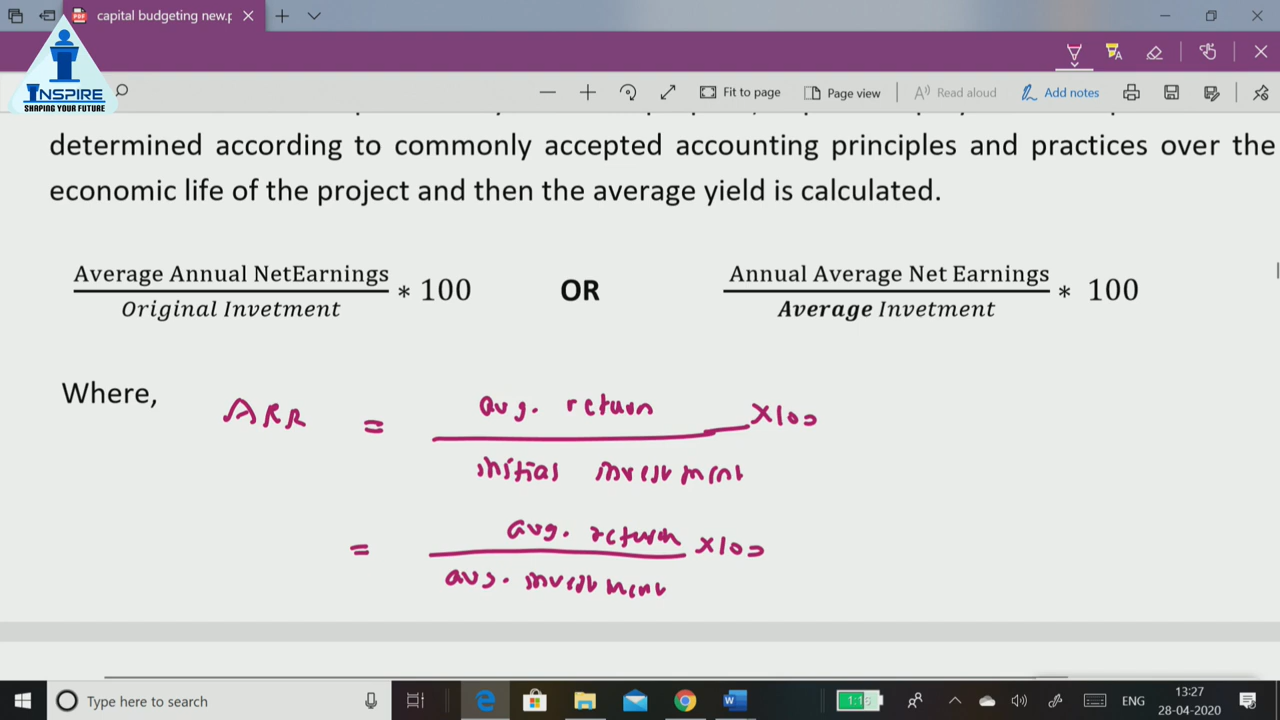 capital budgeting new.p
INSPIRE
SHAPING YOUR FUTURE
Fit to page
Page view
Read aloud
Add notes
determined according to commonly accepted accounting principles and practices over the
economic life of the project and then the average yield is calculated.
Average Annual NetEarnings
Original Invetment
* 100
OR
Annual Average Net Earnings
Average Invetment
* 100
Where,
ARR = avg. return
initial investment
X100
= avg. return
avg. investment
X100
Type here to search
ENG
13:27
28-04-2020